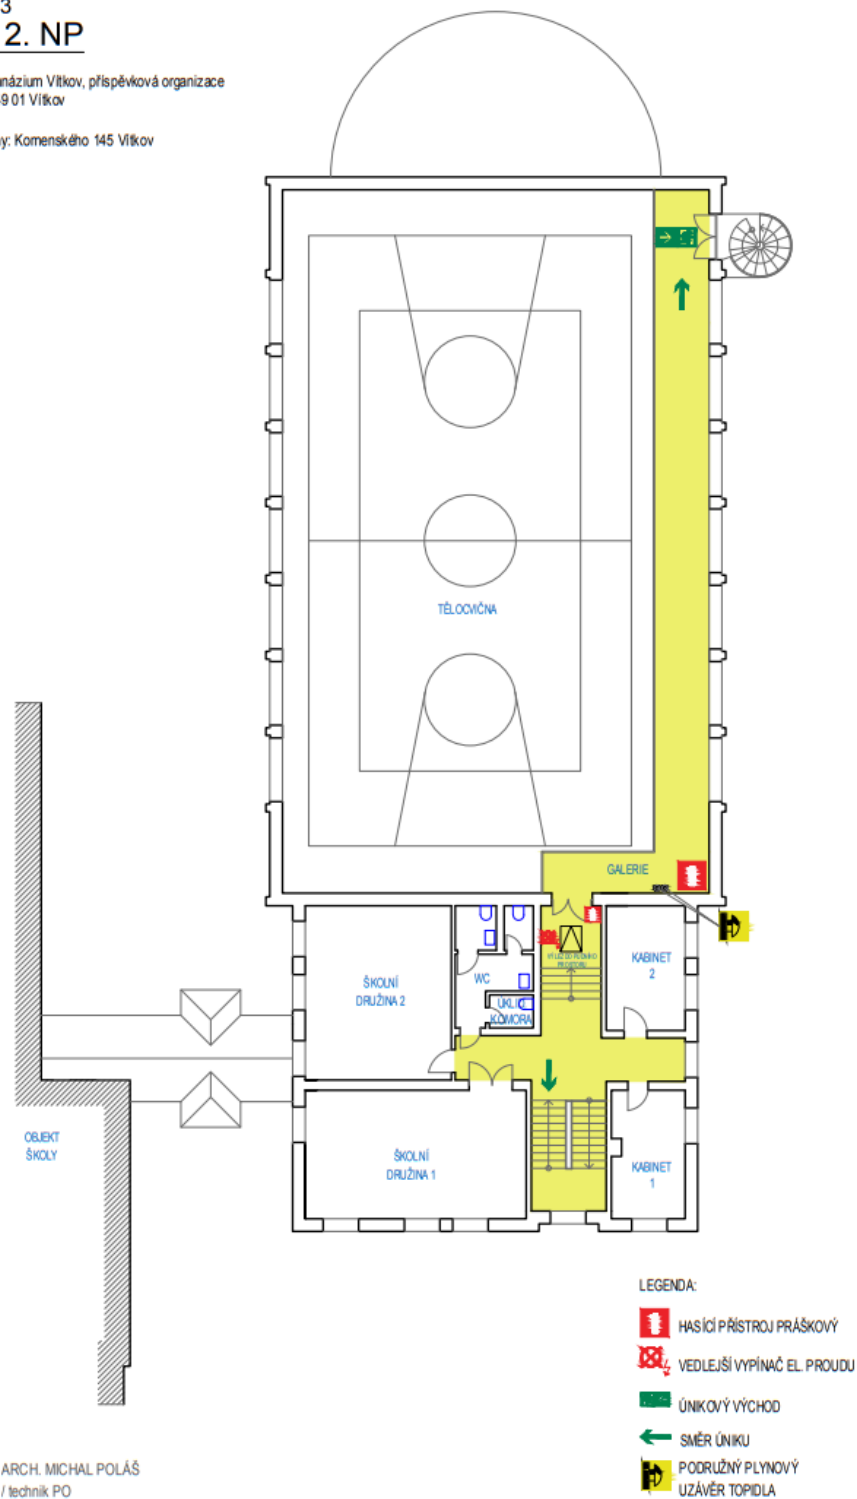 3
2. NP
názium Vítkov, příspěvková organizace
9 01 Vítkov
y: Komenského 145 Vítkov
TĚLOCVIČNA
GALERIE
KABINET
2
ŠKOLNÍ
DRUŽINA 2
WC
ÚKLID
KOMORA
OBJEKT
ŠKOLY
ŠKOLNÍ
DRUŽINA 1
KABINET
1
LEGENDA:
HASÍCÍ PŘÍSTROJ PRÁŠKOVÝ
VEDLEJŠÍ VYPÍNAČ EL. PROUDU
ÚNIKOVÝ VÝCHOD
SMĚR ÚNIKU
PODRUŽNÝ PLYNOVÝ
UZÁVĚR TOPIDLA
ARCH. MICHAL POLÁŠ
/ technik PO